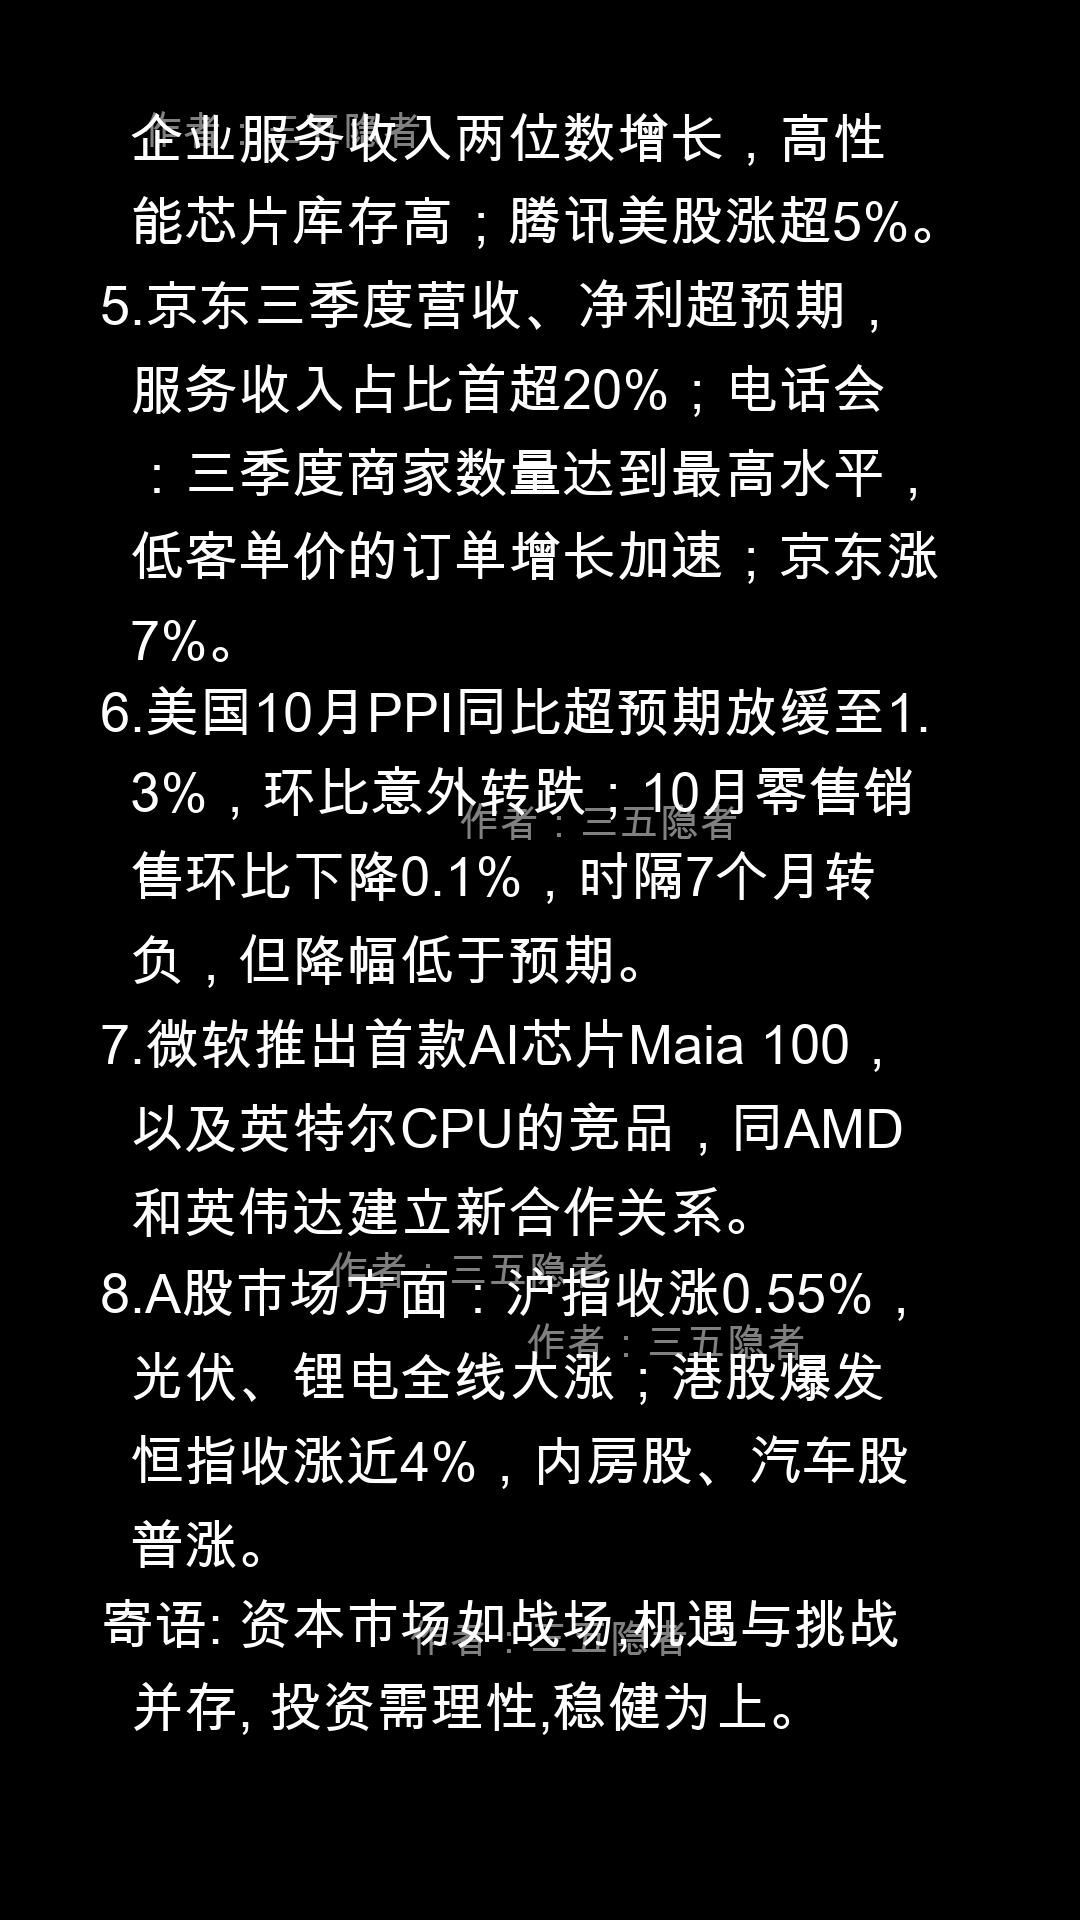 作者：三五隐者
企业服务收入两位数增长，高性
能芯片库存高；腾讯美股涨超5%。
5.京东三季度营收、净利超预期，
服务收入占比首超20%；电话会
：三季度商家数量达到最高水平，
低客单价的订单增长加速；京东涨
7%。
6.美国10月PPI同比超预期放缓至1.
3%，环比意外转跌；10月零售销
作者：三五隐者
售环比下降0.1%，时隔7个月转
负，但降幅低于预期。
7.微软推出首款AI芯片Maia 100，
以及英特尔CPU的竞品，同AMD
和英伟达建立新合作关系。
作者：三五隐者
8.A股市场方面：沪指收涨0.55%，
作者：三五隐者
光伏、锂电全线大涨；港股爆发
恒指收涨近4%，内房股、汽车股
普涨。
寄语: 资本市场如战场,机遇与挑战
作者：三五隐者
并存, 投资需理性,稳健为上。